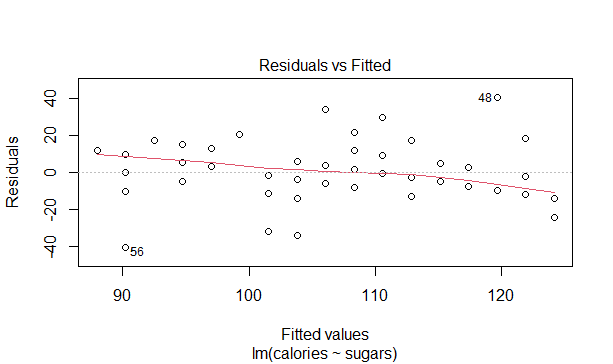 Residuals vs Fitted
Residuals
40
20
0
-20
-40
48
56
90
100
110
120
Fitted values
lm(calories ~ sugars)